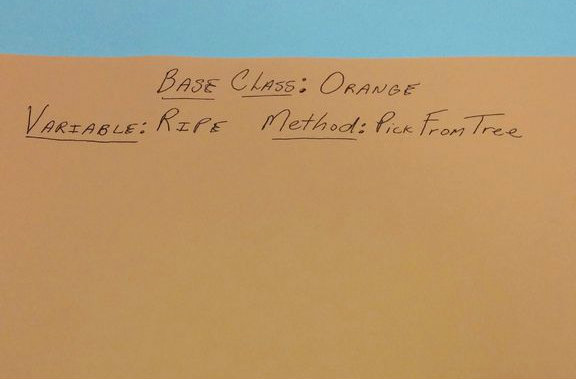 BASE CLASS: ORANGE
VARIABLE: RIPE Method: Pick From Tree